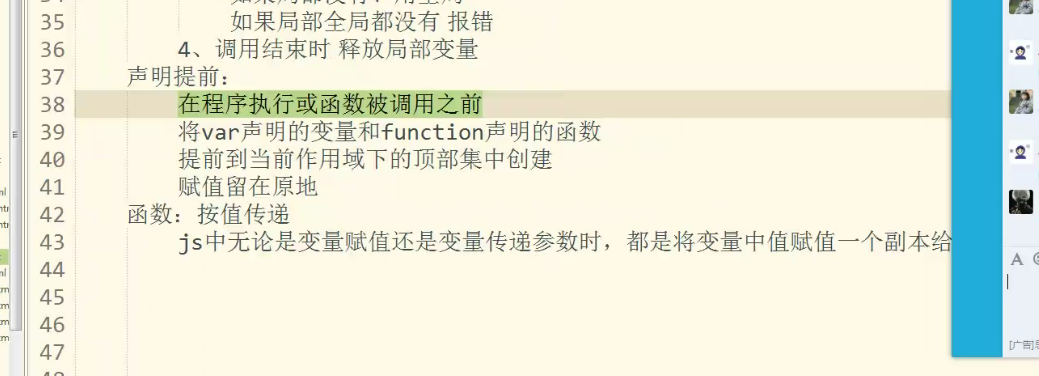 35 如果局部全局都没有 报错
36 4、调用结束时 释放局部变量
37 声明提前:
38 在程序执行或函数被调用之前
39 将var声明的变量和function声明的函数
40 提前到当前作用域下的顶部集中创建
41 赋值留在原地
42 函数: 按值传递
43 js中无论是变量赋值还是变量传递参数时, 都是将变量中值赋值一个副本给
44
45
46
47
A